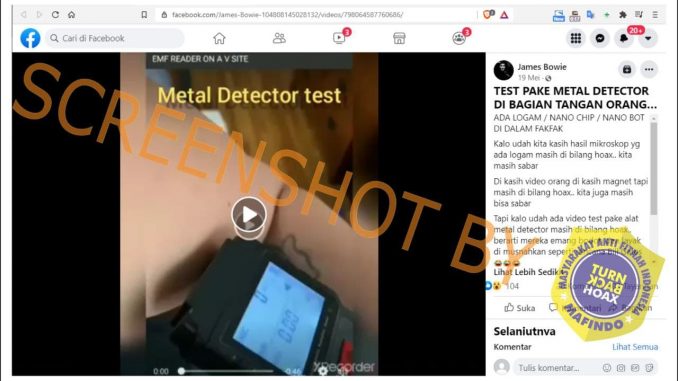 facebook.com/James-Bowie-104808145028132/videos/798064587760686/
Cari di Facebook
3
3
20+
EMF READER ON A V SITE
Metal Detector test
0
0.00
XRecorder
0:00
-0:46
James Bowie
19 Mei
TEST PAKE METAL DETECTOR
DI BAGIAN TANGAN ORANG...
ADA LOGAM / NANO CHIP / NANO BOT
DI DALAM FAKFAK
Kalo udah kita kasih hasil mikroskop yg
ada logam masih di bilang hoax.. kita
masih sabar
Di kasih video orang di kasih magnet tapi
masih di bilang hoax.. kita juga masih
bisa sabar
Tapi kalo udah ada video test pake alat
metal detector masih di bilang hoax..
berarti mereka emang
di musnahkan
Lihat Lebih Sedikit
104
Suka
Selanjutnya
Komentar
Lihat Semua
Tulis komentar...
SCREENSHOT BY
MASYARAKAT ANTI FITNAH INDONESIA
TURN
BACK
HOAX
MAFINDO